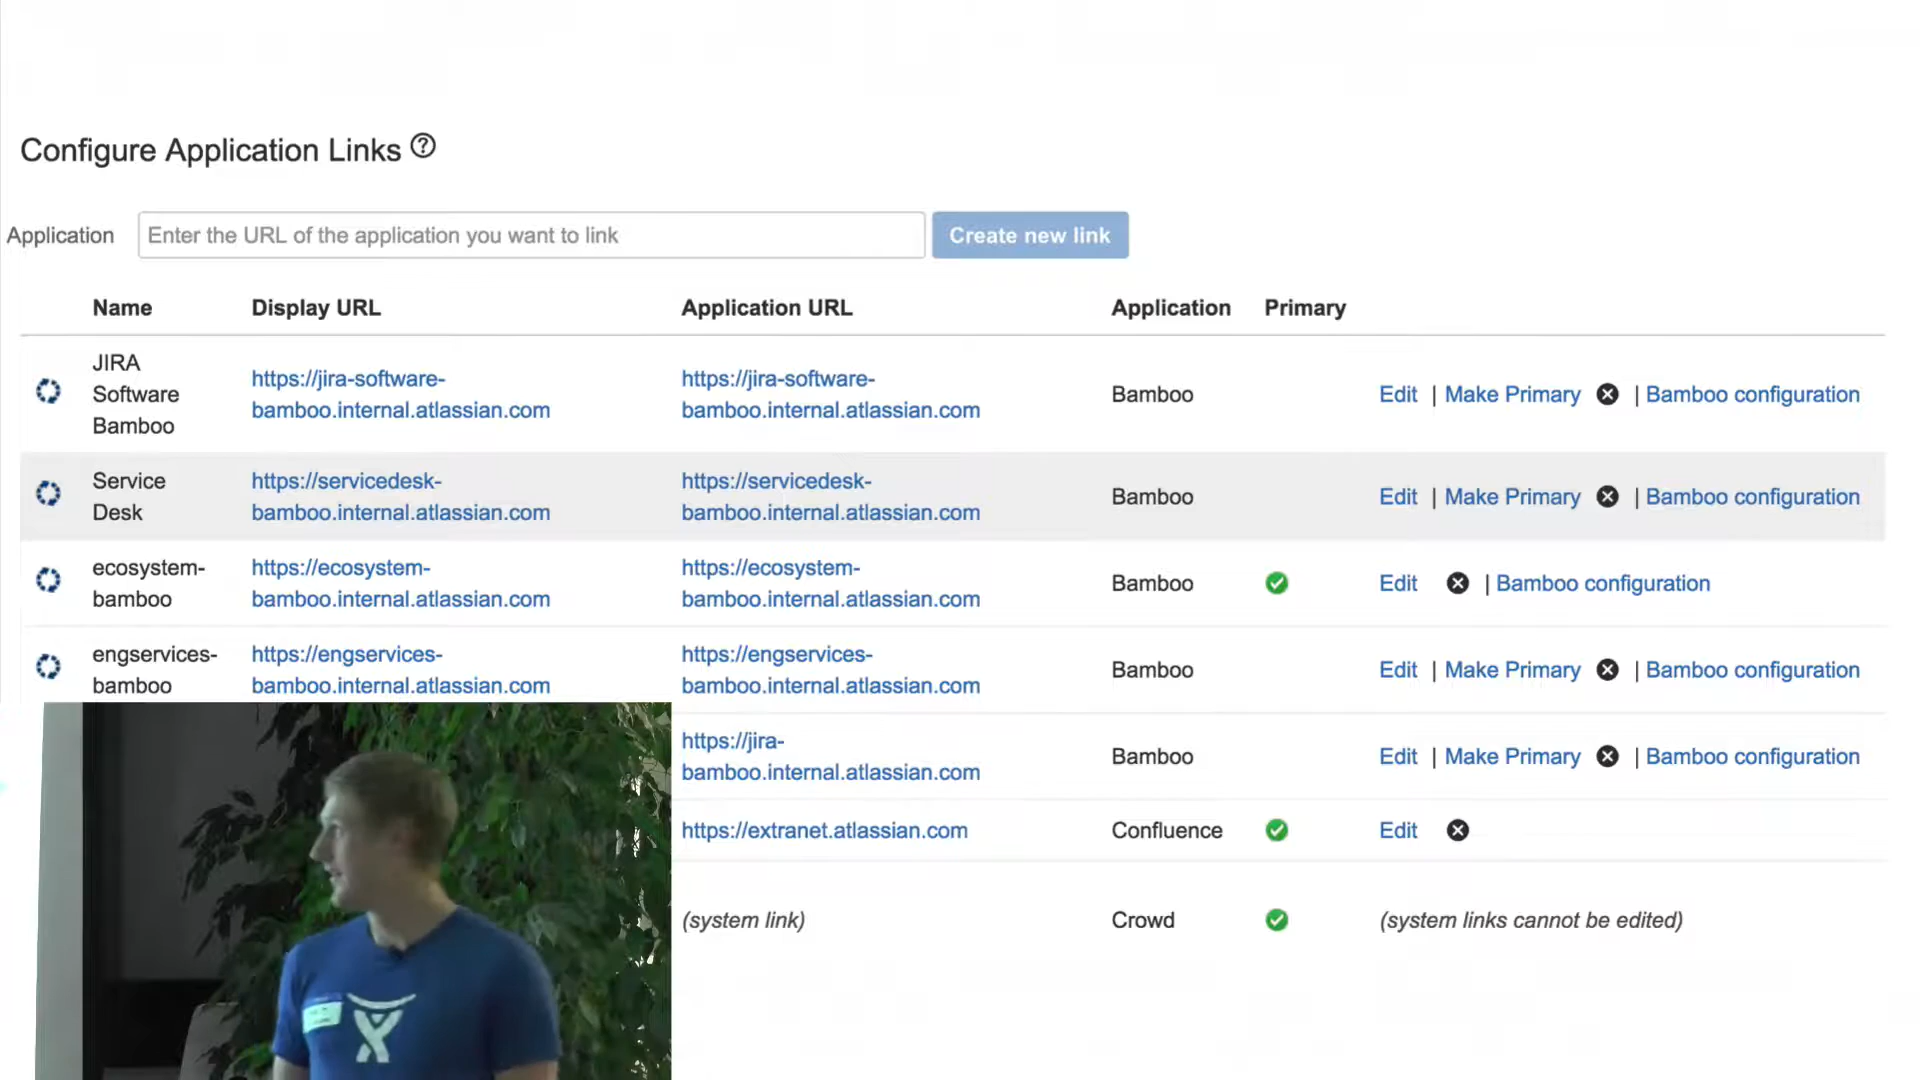 Configure Application Links ?
Application
Enter the URL of the application you want to link
Create new link
Name
Display URL
Application URL
Application
Primary
JIRA
Software
Bamboo
https://jira-software-
bamboo.internal.atlassian.com
https://jira-software-
bamboo.internal.atlassian.com
Bamboo
Edit | Make Primary | Bamboo configuration
Service
Desk
https://servicedesk-
bamboo.internal.atlassian.com
https://servicedesk-
bamboo.internal.atlassian.com
Bamboo
Edit | Make Primary | Bamboo configuration
ecosystem-
bamboo
https://ecosystem-
bamboo.internal.atlassian.com
https://ecosystem-
bamboo.internal.atlassian.com
Bamboo
Edit | Bamboo configuration
engservices-
bamboo
https://engservices-
bamboo.internal.atlassian.com
https://engservices-
bamboo.internal.atlassian.com
Bamboo
Edit | Make Primary | Bamboo configuration
https://jira-
bamboo.internal.atlassian.com
Bamboo
Edit | Make Primary | Bamboo configuration
https://extranet.atlassian.com
Confluence
Edit
(system link)
Crowd
(system links cannot be edited)